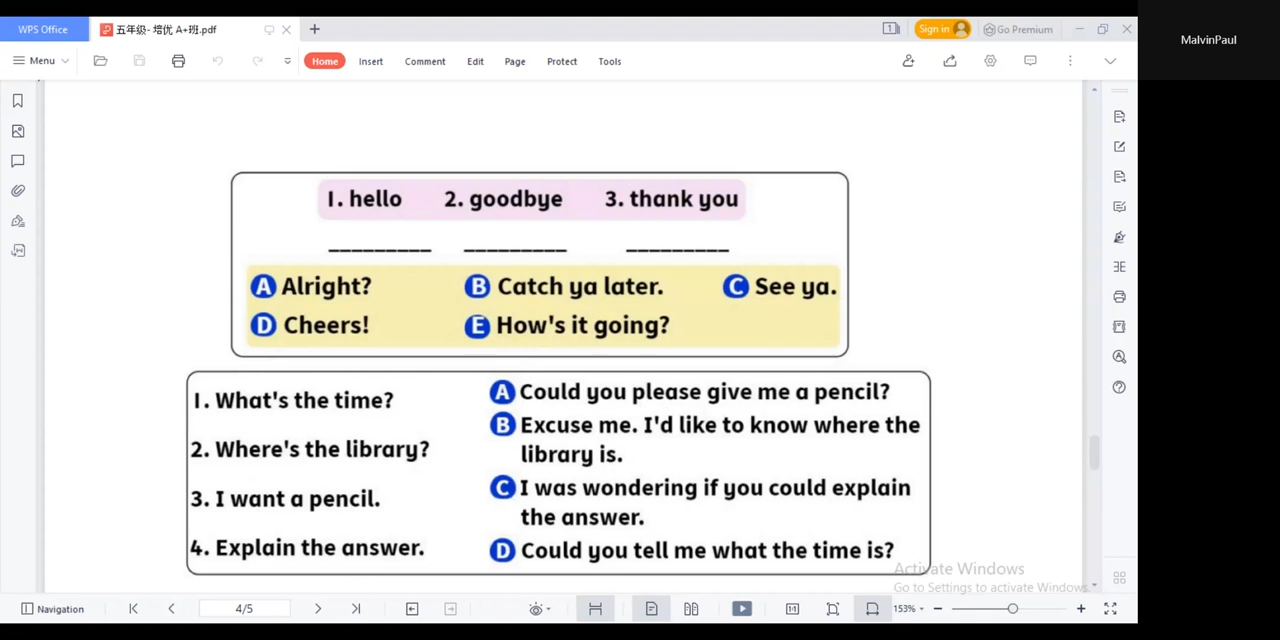 WPS Office
五年级- 培优 A+班.pdf
Sign in
Go Premium
MalvinPaul
Menu
Home
Insert
Comment
Edit
Page
Protect
Tools
1. hello 2. goodbye 3. thank you
_________ _________ _________
A Alright? B Catch ya later. C See ya.
D Cheers! E How's it going?
1. What's the time?
2. Where's the library?
3. I want a pencil.
4. Explain the answer.
A Could you please give me a pencil?
B Excuse me. I'd like to know where the
library is.
C I was wondering if you could explain
the answer.
D Could you tell me what the time is?
Activate Windows
Go to Settings to activate Windows.
Navigation
4/5
153%